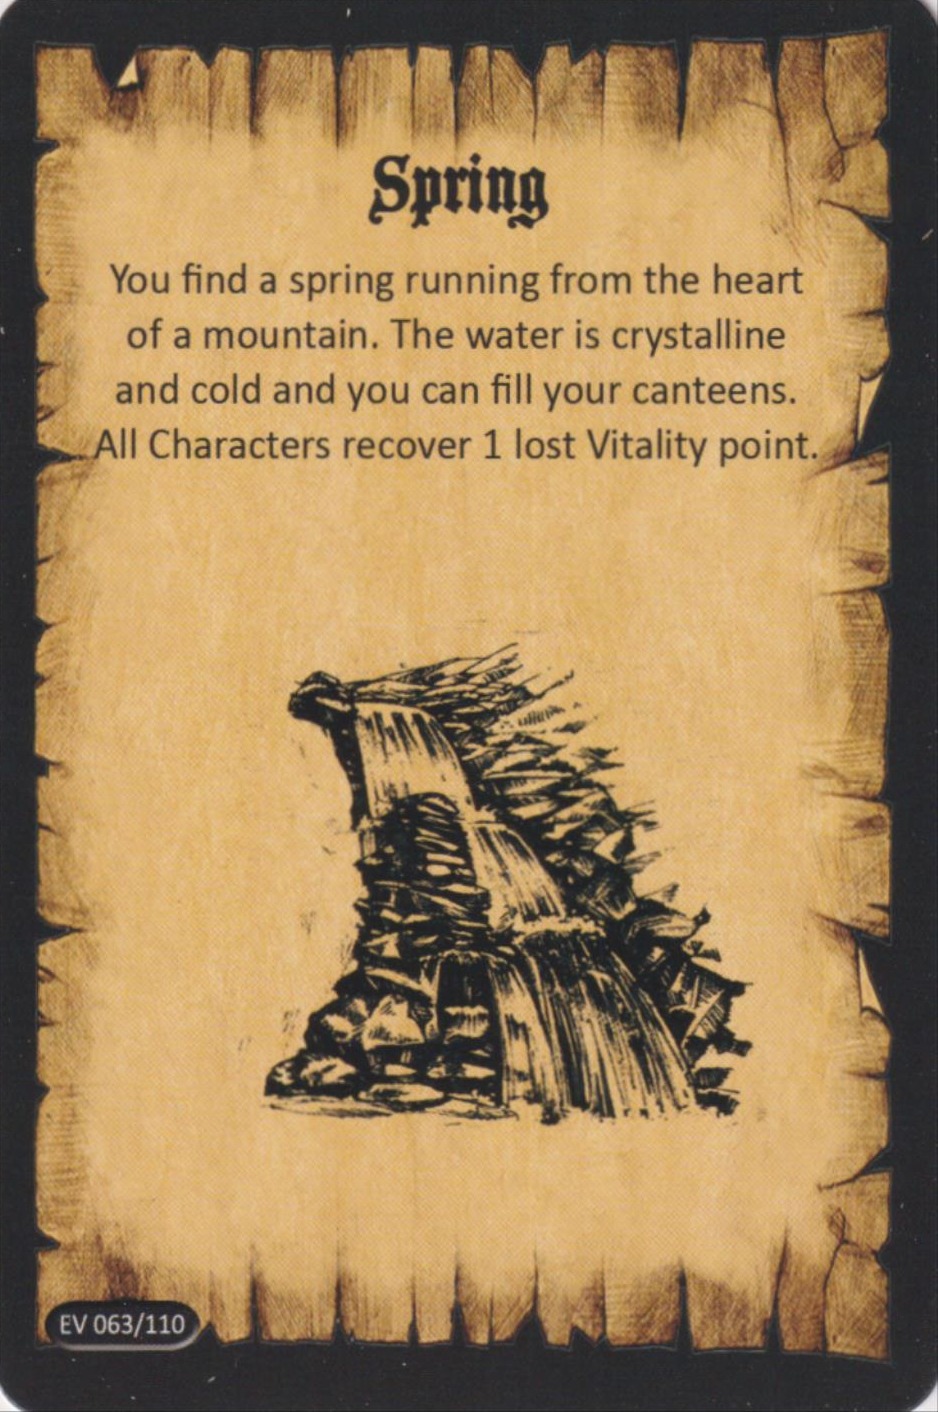 Spring
You find a spring running from the heart
of a mountain. The water is crystalline
and cold and you can fill your canteens.
All Characters recover 1 lost Vitality point.
EV 063/110